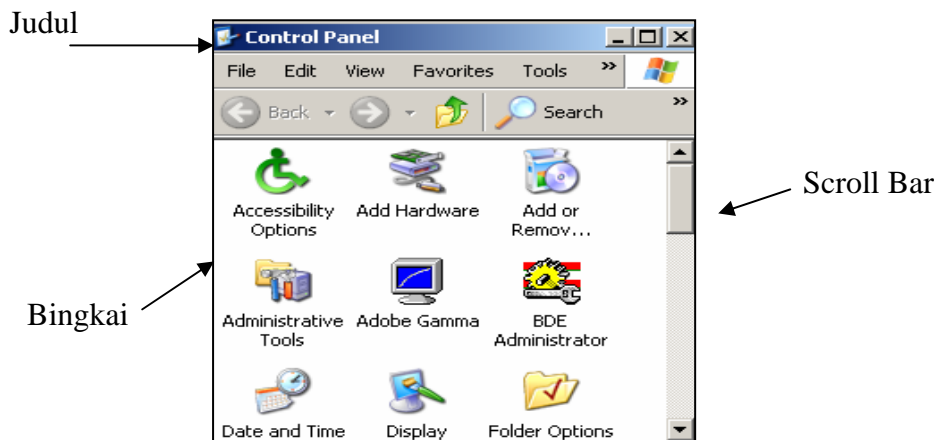 Judul
Control Panel
File Edit View Favorites Tools »
Back Search »
Scroll Bar
Accessibility Options
Add Hardware
Add or Remov...
Bingkai
Administrative Tools
Adobe Gamma
BDE Administrator
Date and Time
Display
Folder Options